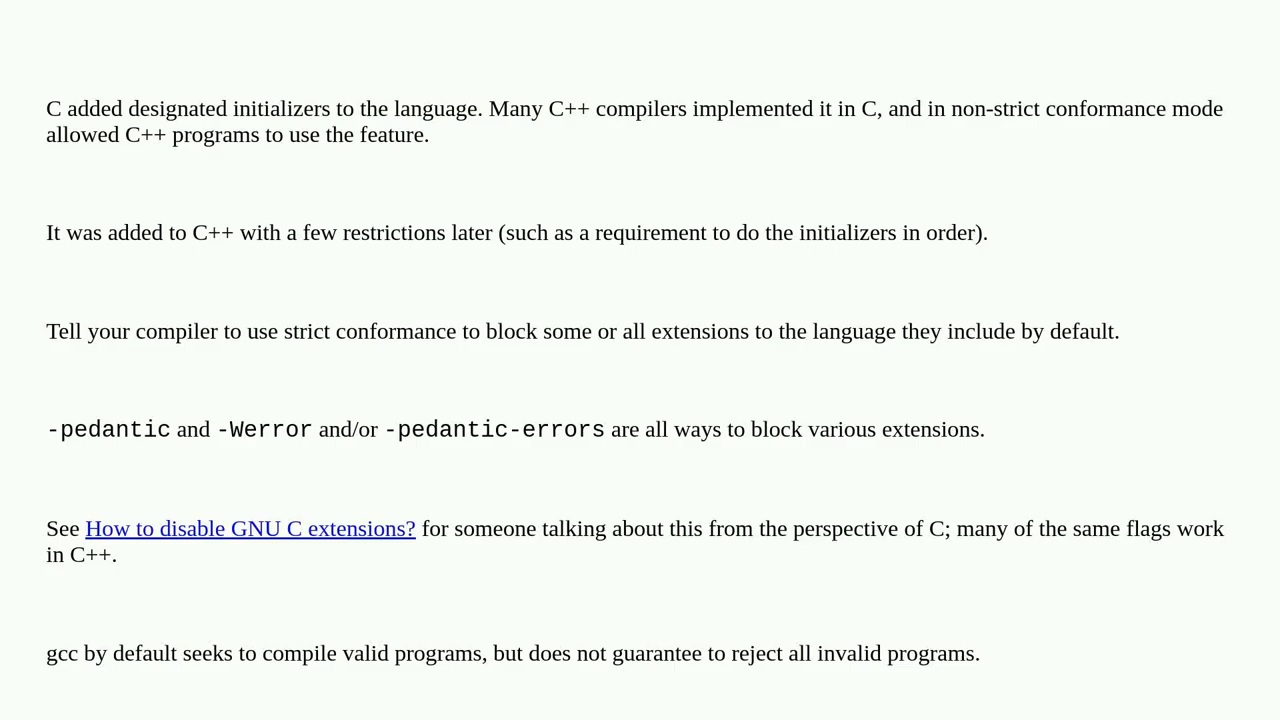 C added designated initializers to the language. Many C++ compilers implemented it in C, and in non-strict conformance mode
allowed C++ programs to use the feature.
It was added to C++ with a few restrictions later (such as a requirement to do the initializers in order).
Tell your compiler to use strict conformance to block some or all extensions to the language they include by default.
-pedantic and -Werror and/or -pedantic-errors are all ways to block various extensions.
See How to disable GNU C extensions? for someone talking about this from the perspective of C; many of the same flags work
in C++.
gcc by default seeks to compile valid programs, but does not guarantee to reject all invalid programs.